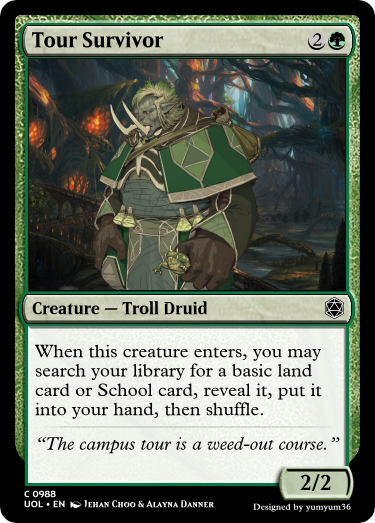 Tour Survivor 2
Creature — Troll Druid
When this creature enters, you may
search your library for a basic land
card or School card, reveal it, put it
into your hand, then shuffle.
“The campus tour is a weed-out course.”
2/2
C 0988
UOL • EN Jehan Choo & Alayna Danner
Designed by yumyum36